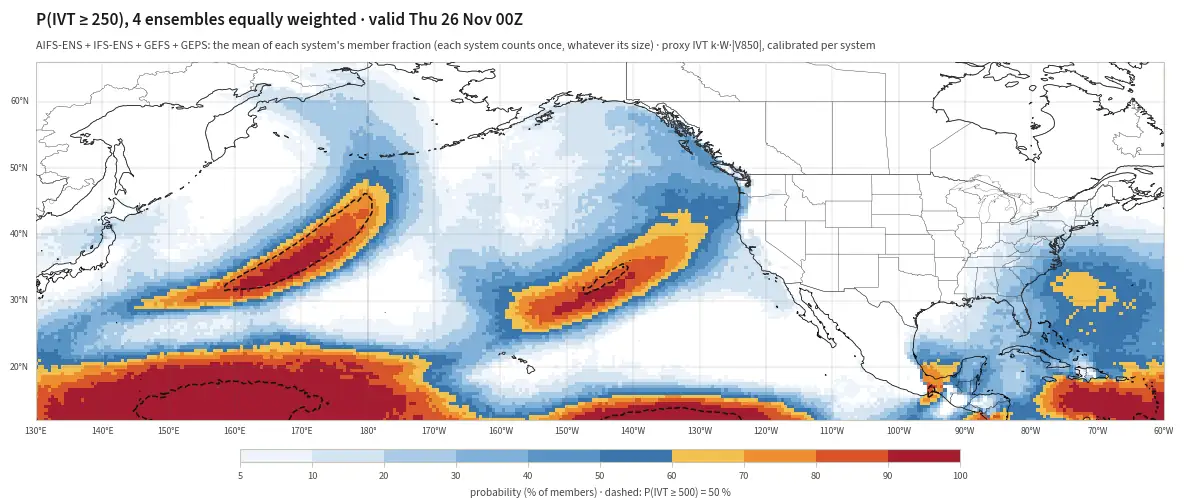 P(IVT ≥ 250), 4 ensembles equally weighted · valid Thu 26 Nov 00Z
AIFS-ENS + IFS-ENS + GEFS + GEPS: the mean of each system's member fraction (each system counts once, whatever its size) · proxy IVT k·W·|V850|, calibrated per system
60°N
50°N
40°N
30°N
20°N
130°E 140°E 150°E 160°E 170°E 180° 170°W 160°W 150°W 140°W 130°W 120°W 110°W 100°W 90°W 80°W 70°W 60°W
5 10 20 30 40 50 60 70 80 90 100
probability (% of members) · dashed: P(IVT ≥ 500) = 50 %